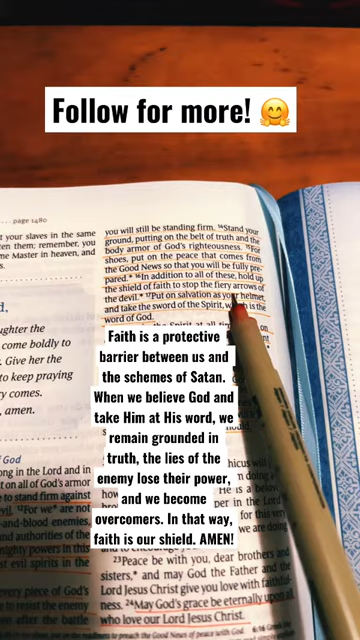 Follow for more! 🤗
... page 1480
t your slaves in the same
ten them; remember, you
e Master in heaven, and
s.
d,
ughter the
come boldly to
Give her the
to keep praying
y comes.
, amen.
of God
ong in the Lord and in
t on all of God's armor
e to stand firm against
evil. ¹²For we* are not
-and-blood enemies,
authorities of the
nighty powers in this
st evil spirits in the
every piece of God's
to resist the enemy
n after the battle
you will still be standing firm. ¹⁴Stand your
ground, putting on the belt of truth and the
body armor of God's righteousness. ¹⁵For
shoes, put on the peace that comes from
the Good News so that you will be fully pre-
pared.* ¹⁶In addition to all of these, hold up
the shield of faith to stop the fiery arrows of
the devil.* ¹⁷Put on salvation as your helmet,
and take the sword of the Spirit, which is the
word of God.
Faith is a protective
barrier between us and
the schemes of Satan.
When we believe God and
take Him at His word, we
remain grounded in
truth, the lies of the
enemy lose their power,
and we become
overcomers. In that way,
faith is our shield. AMEN!
²³Peace be with you, dear brothers and
sisters,* and may God the Father and the
Lord Jesus Christ give you love with faithful-
ness. ²⁴May God's grace be eternally upon all
who love our Lord Jesus Christ.